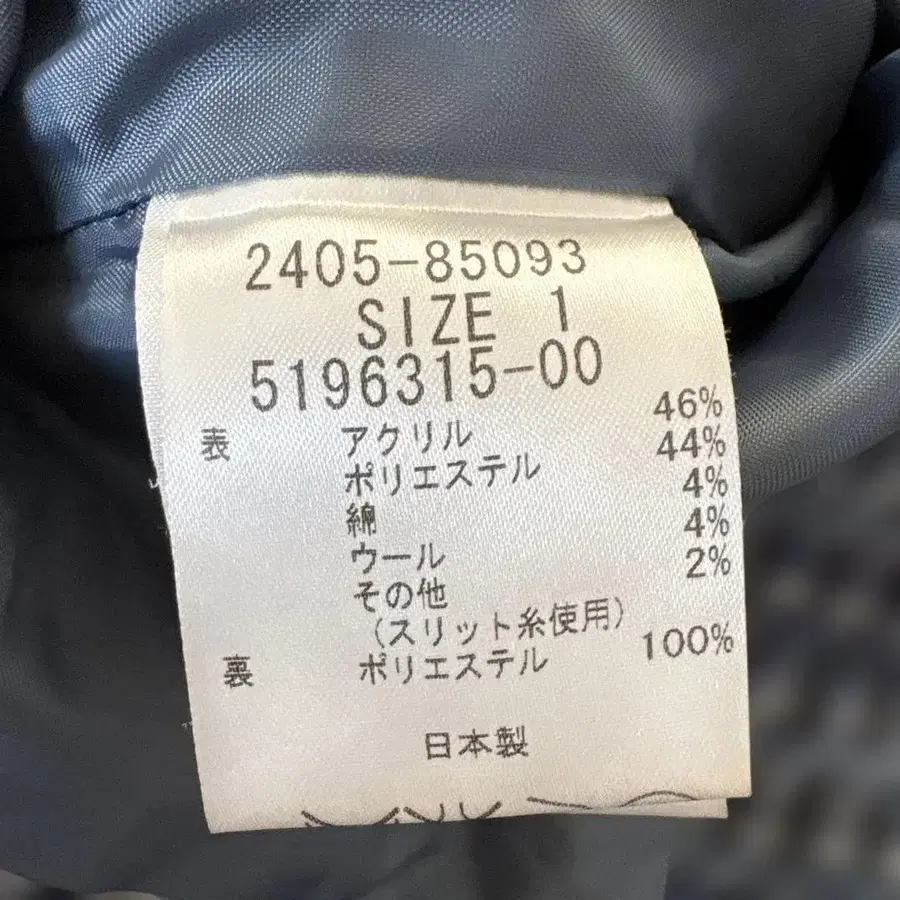 2405-85093
SIZE 1
5196315-00
表 アクリル 46%
ポリエステル 44%
綿 4%
ウール 4%
その他 2%
(スリット糸使用)
裏 ポリエステル 100%
日本製